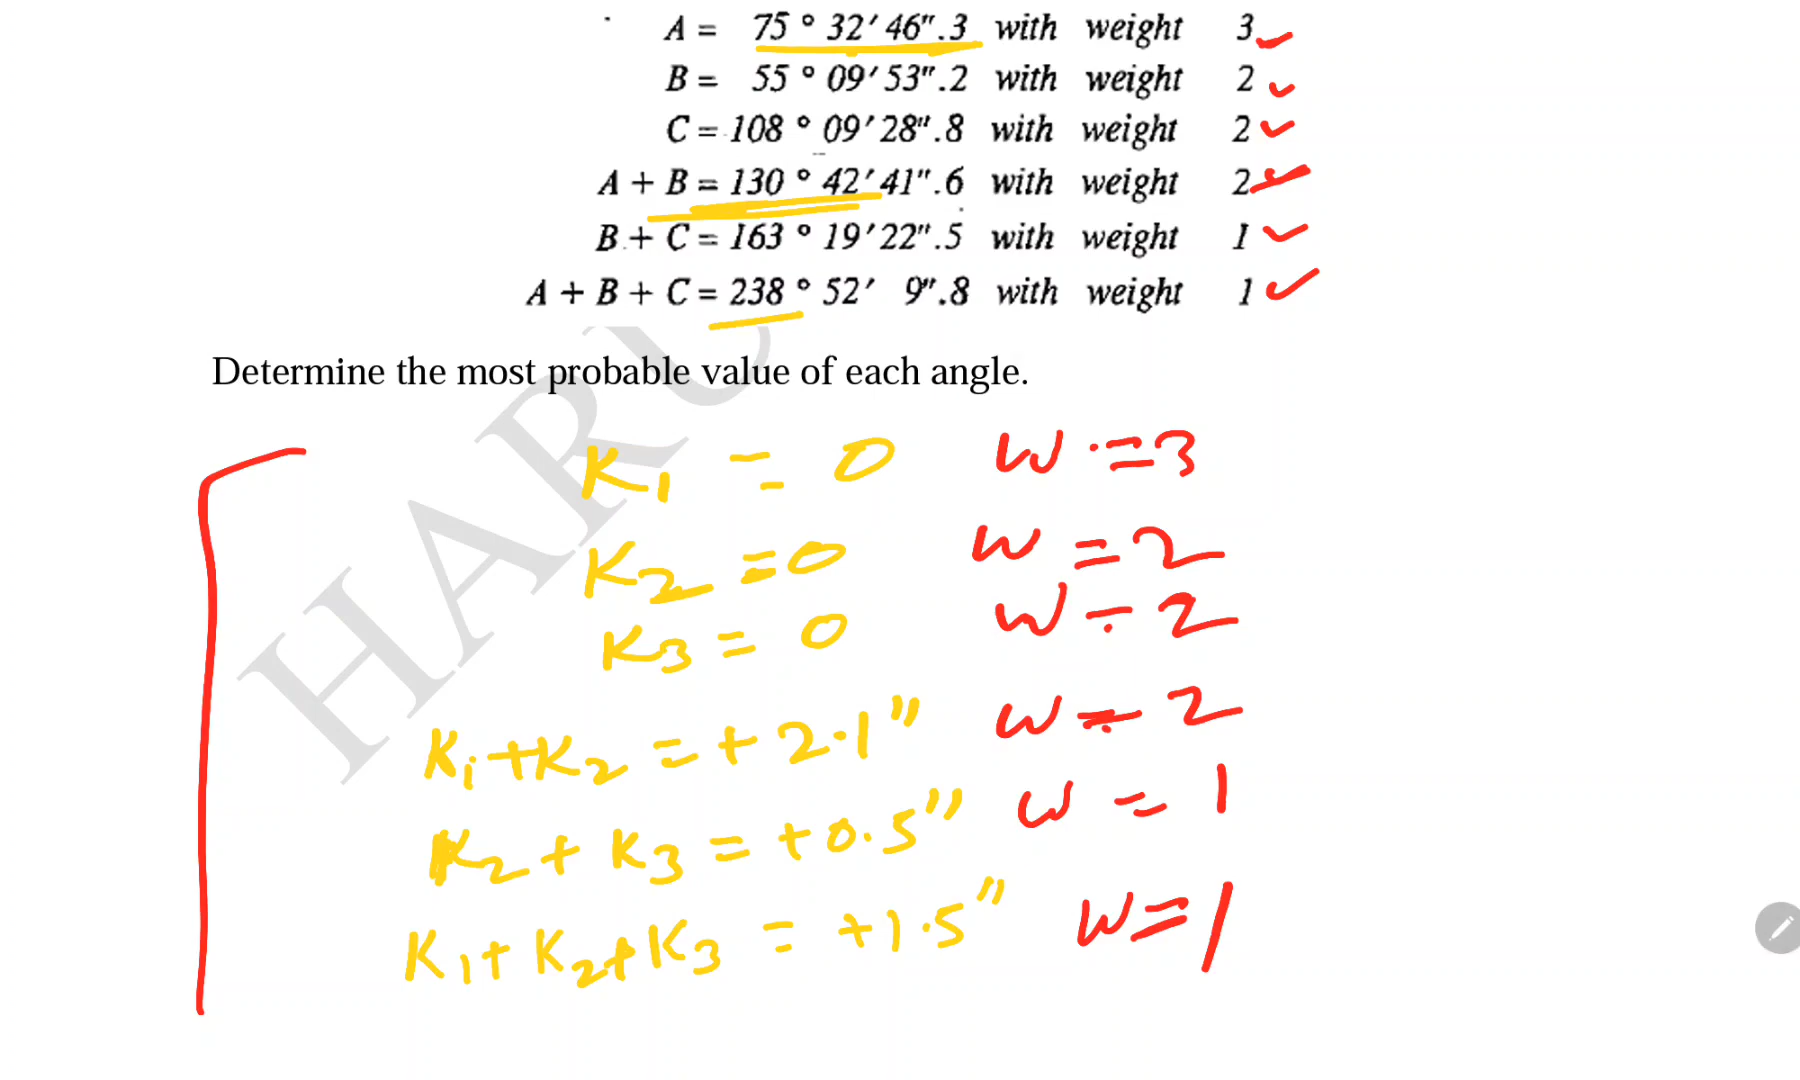 A = 75 ° 32′ 46″.3 with weight 3
B = 55 ° 09′ 53″.2 with weight 2
C = 108 ° 09′ 28″.8 with weight 2
A + B = 130 ° 42′ 41″.6 with weight 2
B + C = 163 ° 19′ 22″.5 with weight 1
A + B + C = 238 ° 52′ 9″.8 with weight 1
Determine the most probable value of each angle.
K₁ = 0 W = 3
K₂ = 0 W = 2
K₃ = 0 W = 2
K₁ + K₂ = + 2.1″ W = 2
K₂ + K₃ = + 0.5″ W = 1
K₁ + K₂ + K₃ = + 1.5″ W = 1